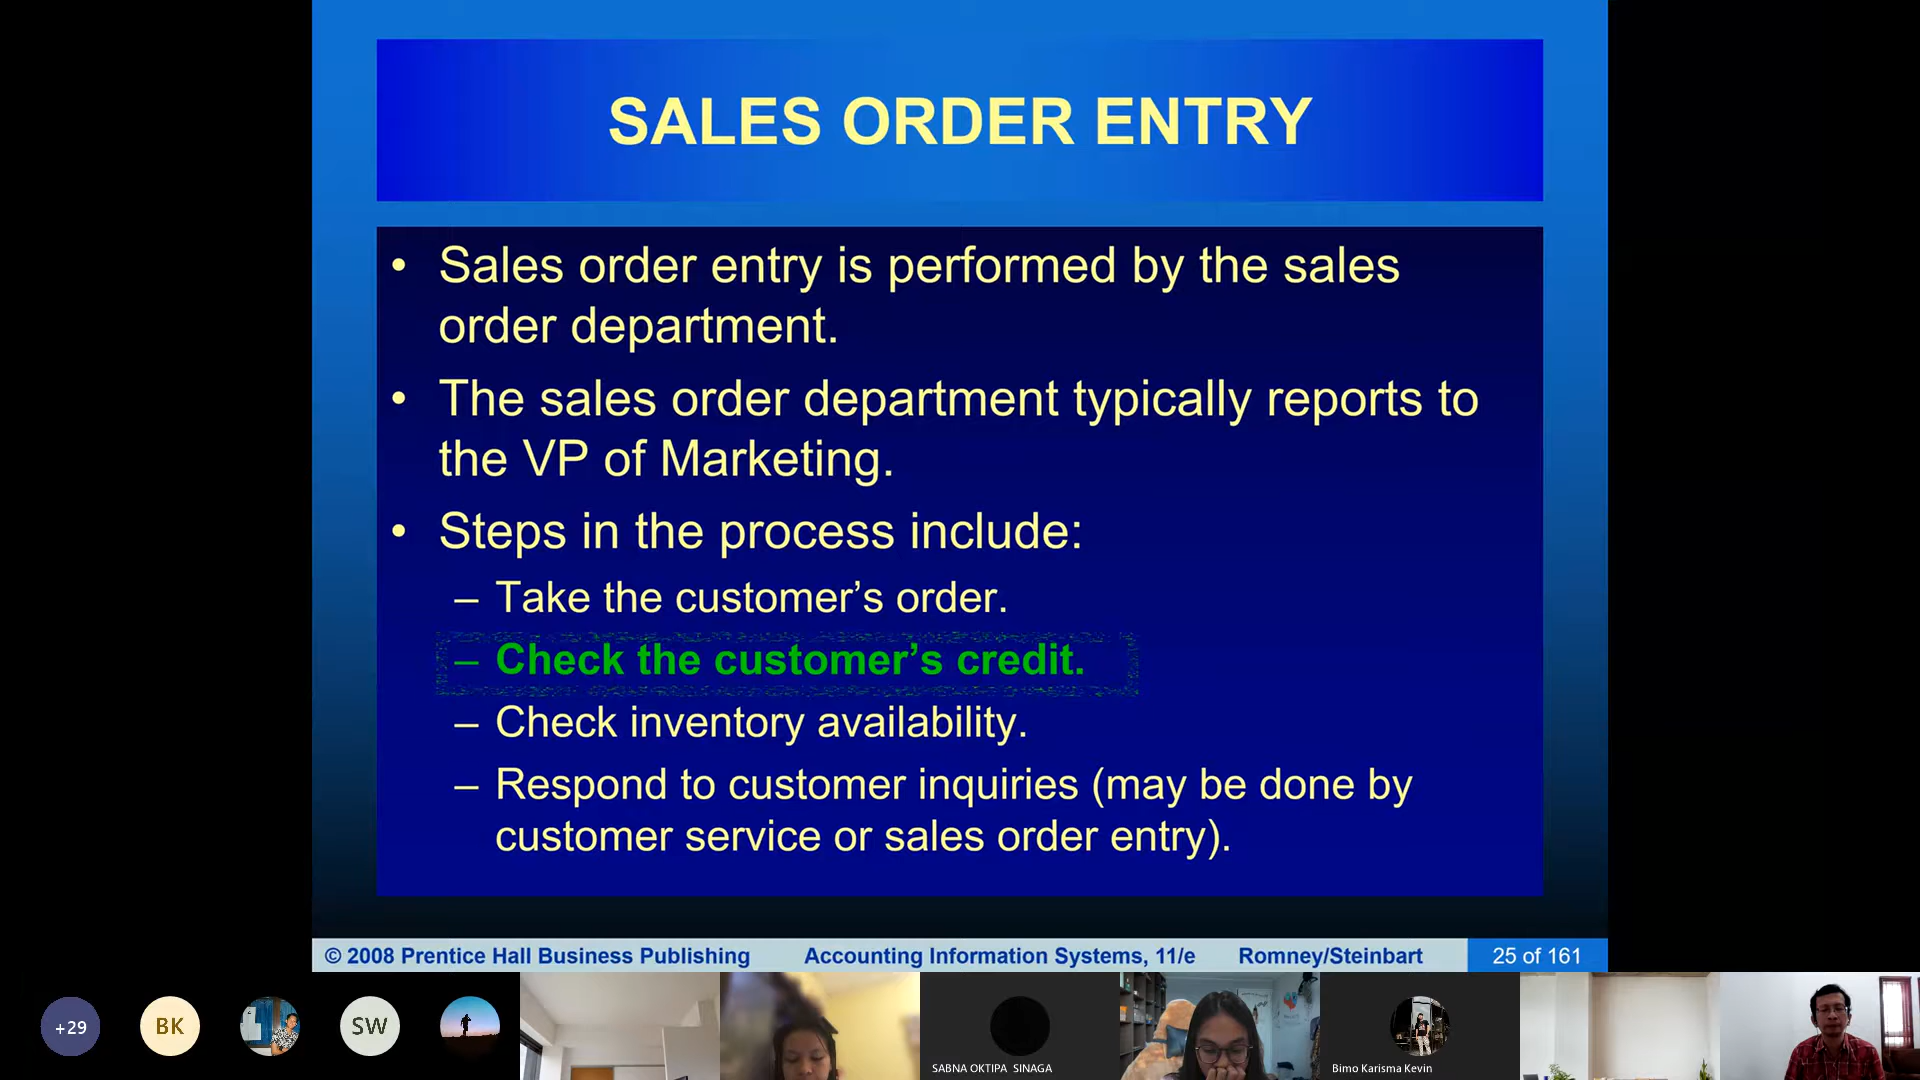 SALES ORDER ENTRY
• Sales order entry is performed by the sales
order department.
• The sales order department typically reports to
the VP of Marketing.
• Steps in the process include:
– Take the customer’s order.
– Check the customer’s credit.
– Check inventory availability.
– Respond to customer inquiries (may be done by
customer service or sales order entry).
© 2008 Prentice Hall Business Publishing Accounting Information Systems, 11/e Romney/Steinbart 25 of 161
+29 BK SW
SABNA OKTIPA SINAGA Bimo Karisma Kevin